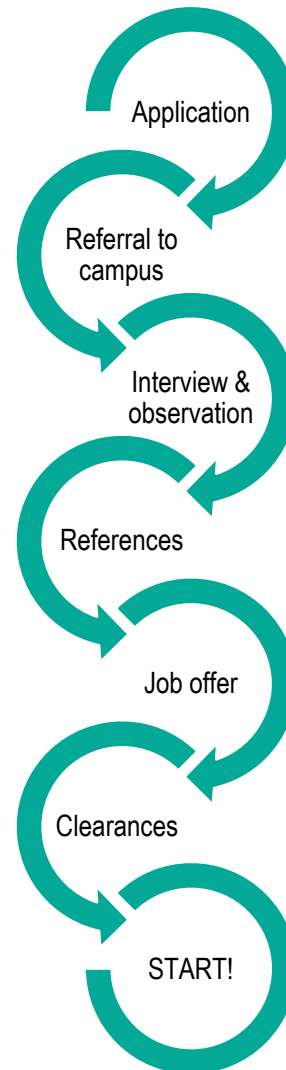 Application
Referral to
campus
Interview &
observation
References
Job offer
Clearances
START!